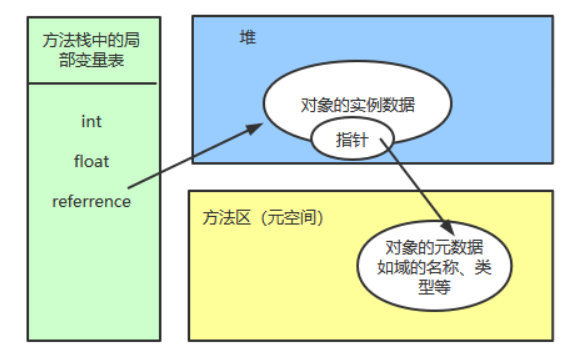 方法栈中的局
部变量表
int
float
referrence
堆
对象的实例数据
指针
方法区（元空间）
对象的元数据
如域的名称、类
型等